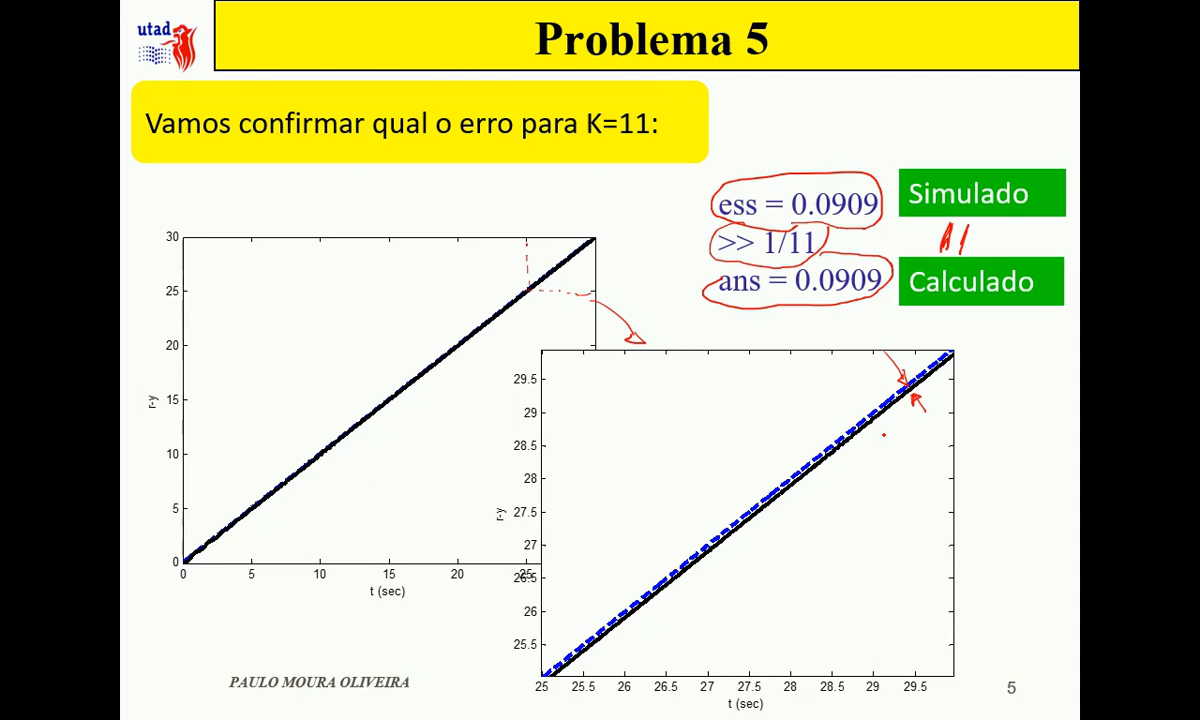 utad
Problema 5
Vamos confirmar qual o erro para K=11:
ess = 0.0909
Simulado
>> 1/11
ans = 0.0909
Calculado
30
25
20
15
10
5
0
r-y
0 5 10 15 20 25
t (sec)
29.5
29
28.5
28
27.5
27
26.5
26
25.5
r-y
25 25.5 26 26.5 27 27.5 28 28.5 29 29.5
t (sec)
PAULO MOURA OLIVEIRA
5